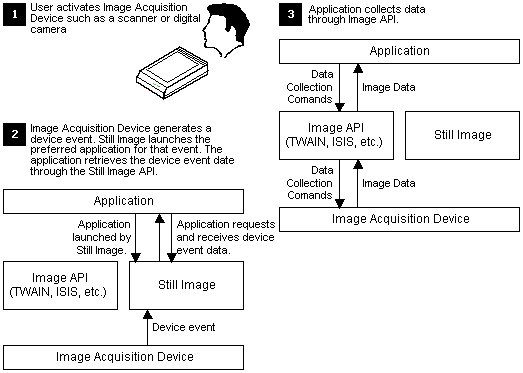 1
User activates Image Acquisition
Device such as a scanner or digital
camera
2
Image Acquisition Device generates a
device event. Still Image launches the
preferred application for that event. The
application retrieves the device event date
through the Still Image API.
Application
Application
launched by
Still Image.
Application requests
and receives device
event data.
Image API
(TWAIN, ISIS, etc.)
Still Image
Device event
Image Acquisition Device
3
Application collects data
through Image API.
Application
Data
Collection
Comands
Image Data
Image API
(TWAIN, ISIS, etc.)
Still Image
Data
Collection
Commands
Image Data
Image Acquisition Device